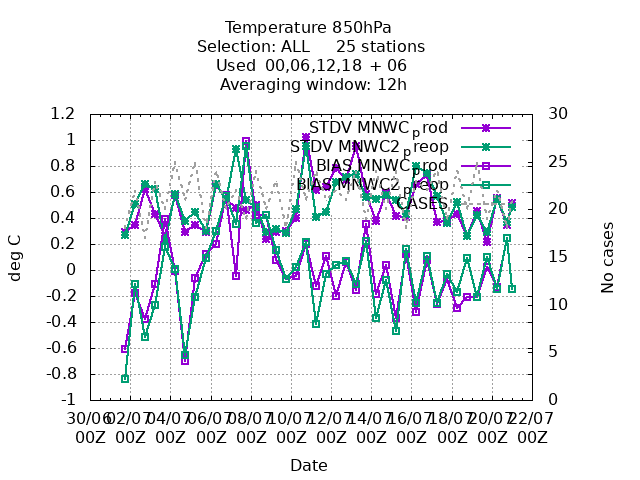 Temperature 850hPa
Selection: ALL 25 stations
Used 00,06,12,18 + 06
Averaging window: 12h
STDV MNWCprod
STDV MNWC2preop
BIAS MNWCprod
BIAS MNWC2preop
CASES
1.2
1
0.8
0.6
0.4
0.2
0
-0.2
-0.4
-0.6
-0.8
-1
deg C
30
25
20
15
10
5
0
No cases
30/06 02/07 04/07 06/07 08/07 10/07 12/07 14/07 16/07 18/07 20/07 22/07
00Z 00Z 00Z 00Z 00Z 00Z 00Z 00Z 00Z 00Z 00Z 00Z
Date